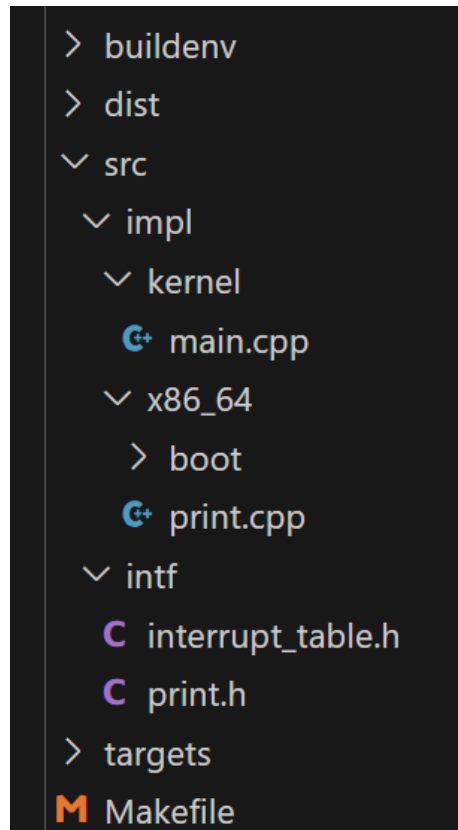 buildenv
dist
src
impl
kernel
C++ main.cpp
x86_64
boot
C++ print.cpp
intf
C interrupt_table.h
C print.h
targets
M Makefile